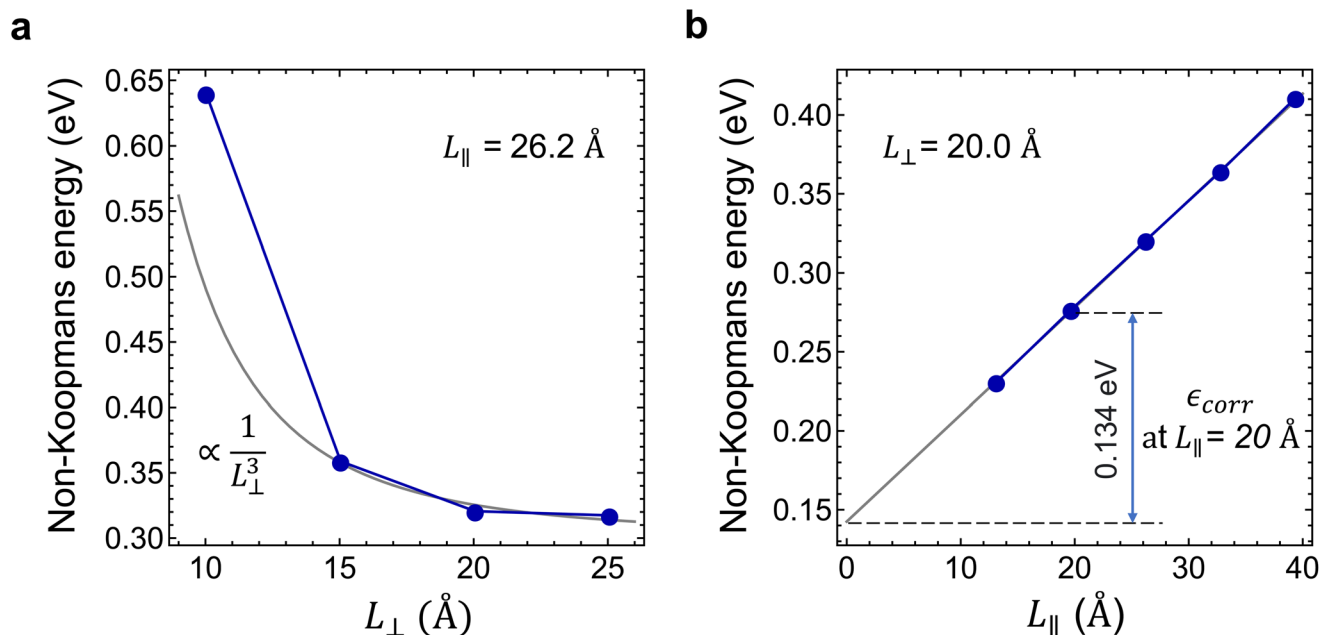 a
Non-Koopmans energy (eV)
0.65
0.60
0.55
0.50
0.45
0.40
0.35
0.30
L∥ = 26.2 Å
∝ 1/L⊥³
10 15 20 25
L⊥ (Å)
b
Non-Koopmans energy (eV)
0.40
0.35
0.30
0.25
0.20
0.15
L⊥ = 20.0 Å
0.134 eV
ϵcorr
at L∥ = 20 Å
0 10 20 30 40
L∥ (Å)